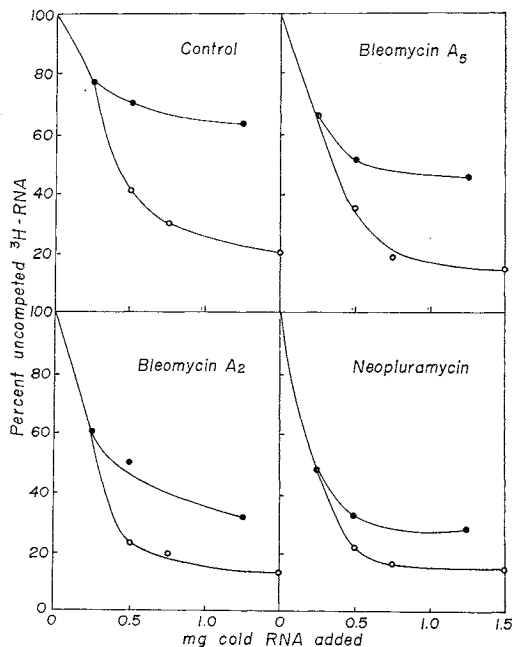 100
Control
Bleomycin A5
80
60
40
20
Percent uncompeted ³H-RNA
100
Bleomycin A2
Neopluramycin
80
60
40
20
0
0 0.5 1.0 0 0.5 1.0 1.5
mg cold RNA added